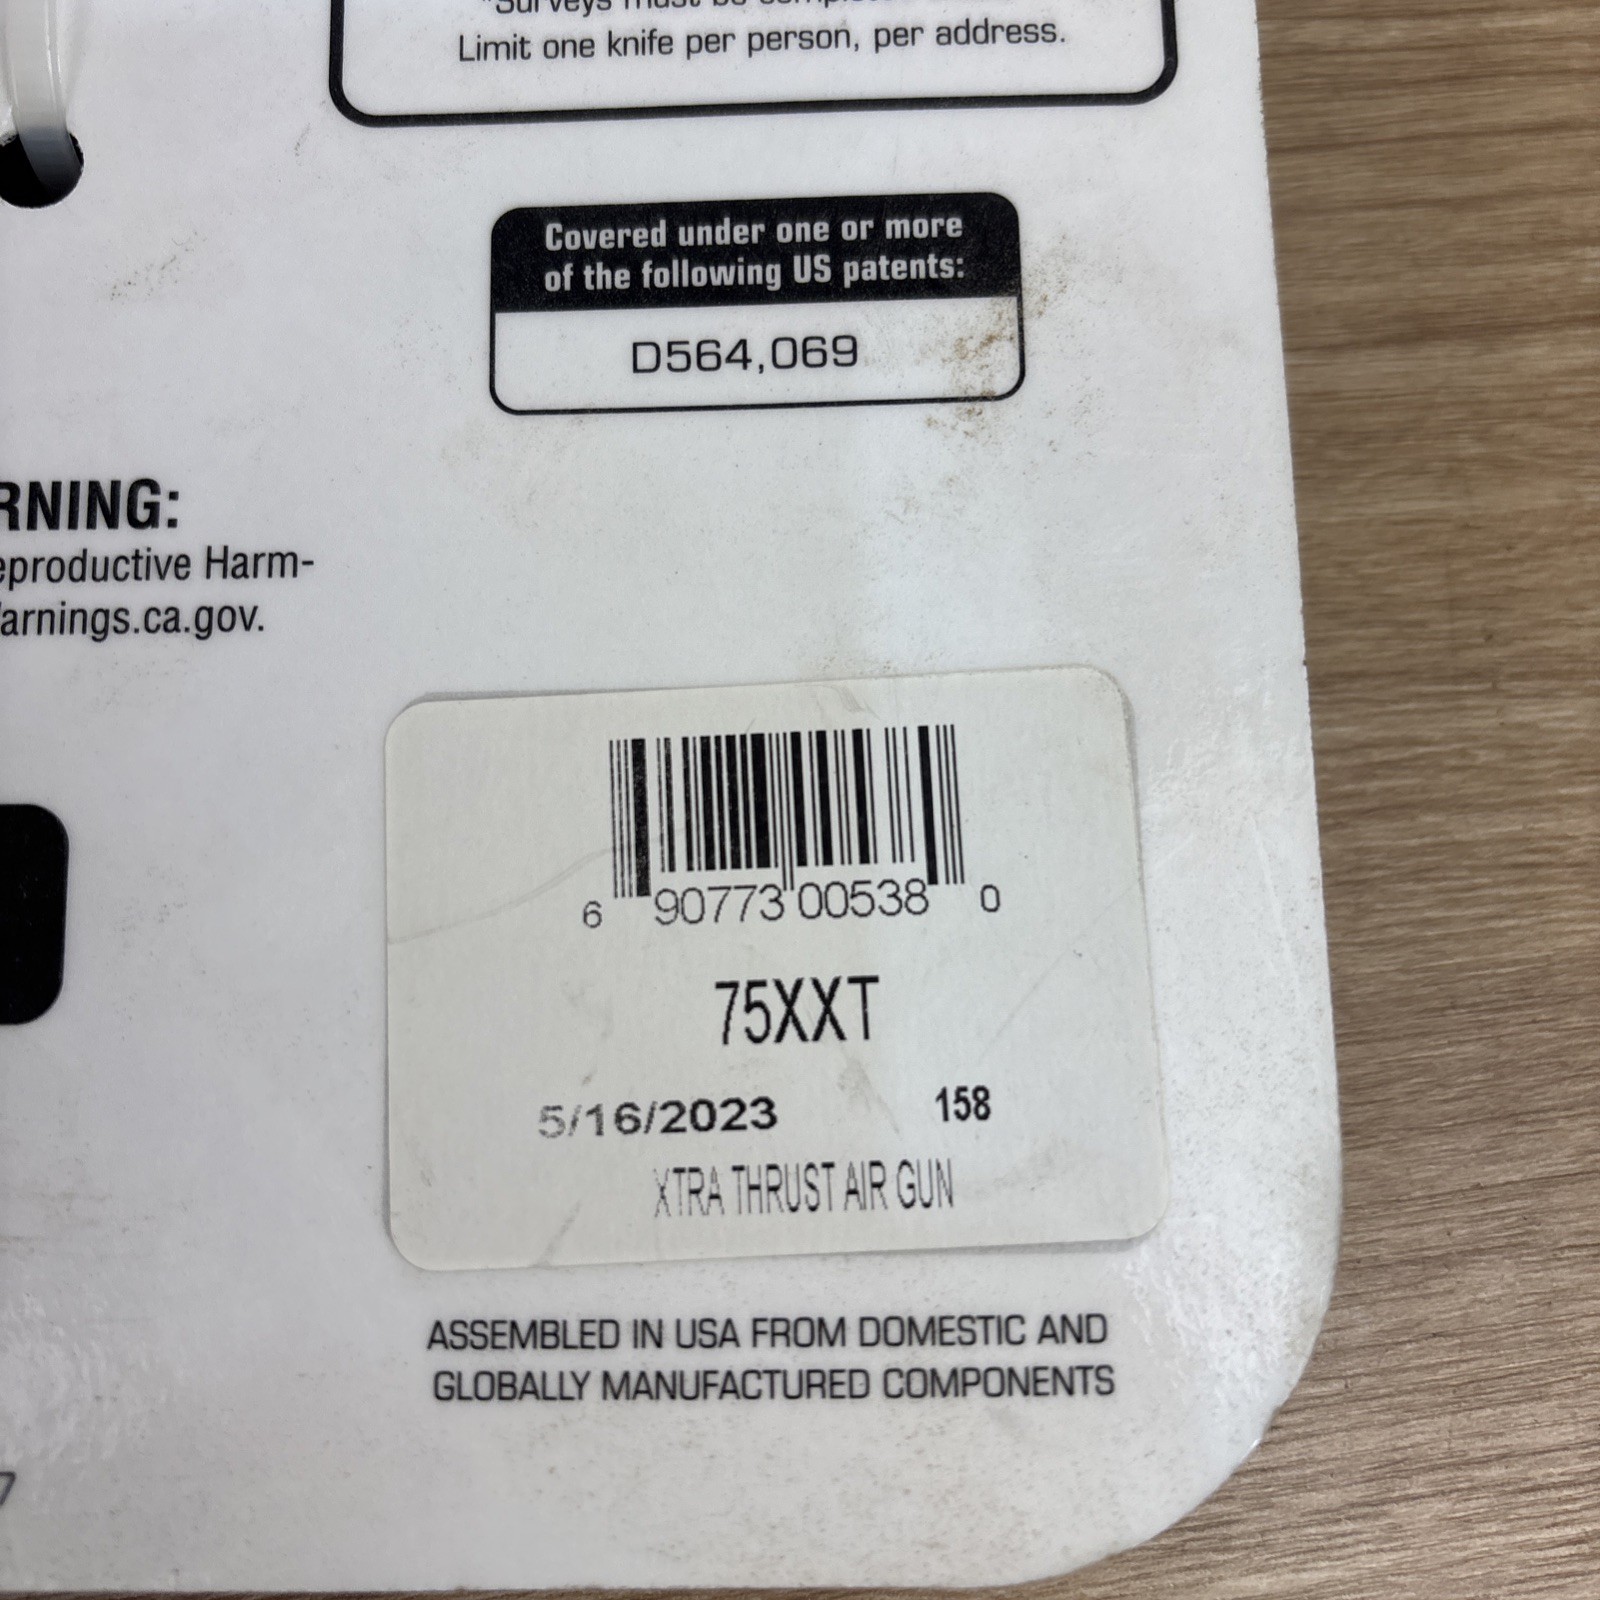 Limit one knife per person, per address.
Covered under one or more
of the following US patents:
D564,069
RNING:
eproductive Harm-
arnings.ca.gov.
6 90773 00538 0
75XXT
5/16/2023 158
XTRA THRUST AIR GUN
ASSEMBLED IN USA FROM DOMESTIC AND
GLOBALLY MANUFACTURED COMPONENTS
7